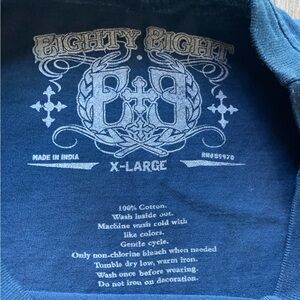 EIGHTY EIGHT
MADE IN INDIA
X-LARGE
100% Cotton.
Wash inside out.
Machine wash cold with
like colors.
Gentle cycle.
Only non-chlorine bleach when needed
Tumble dry low, warm iron.
Wash once before wearing.
Do not iron on decoration.